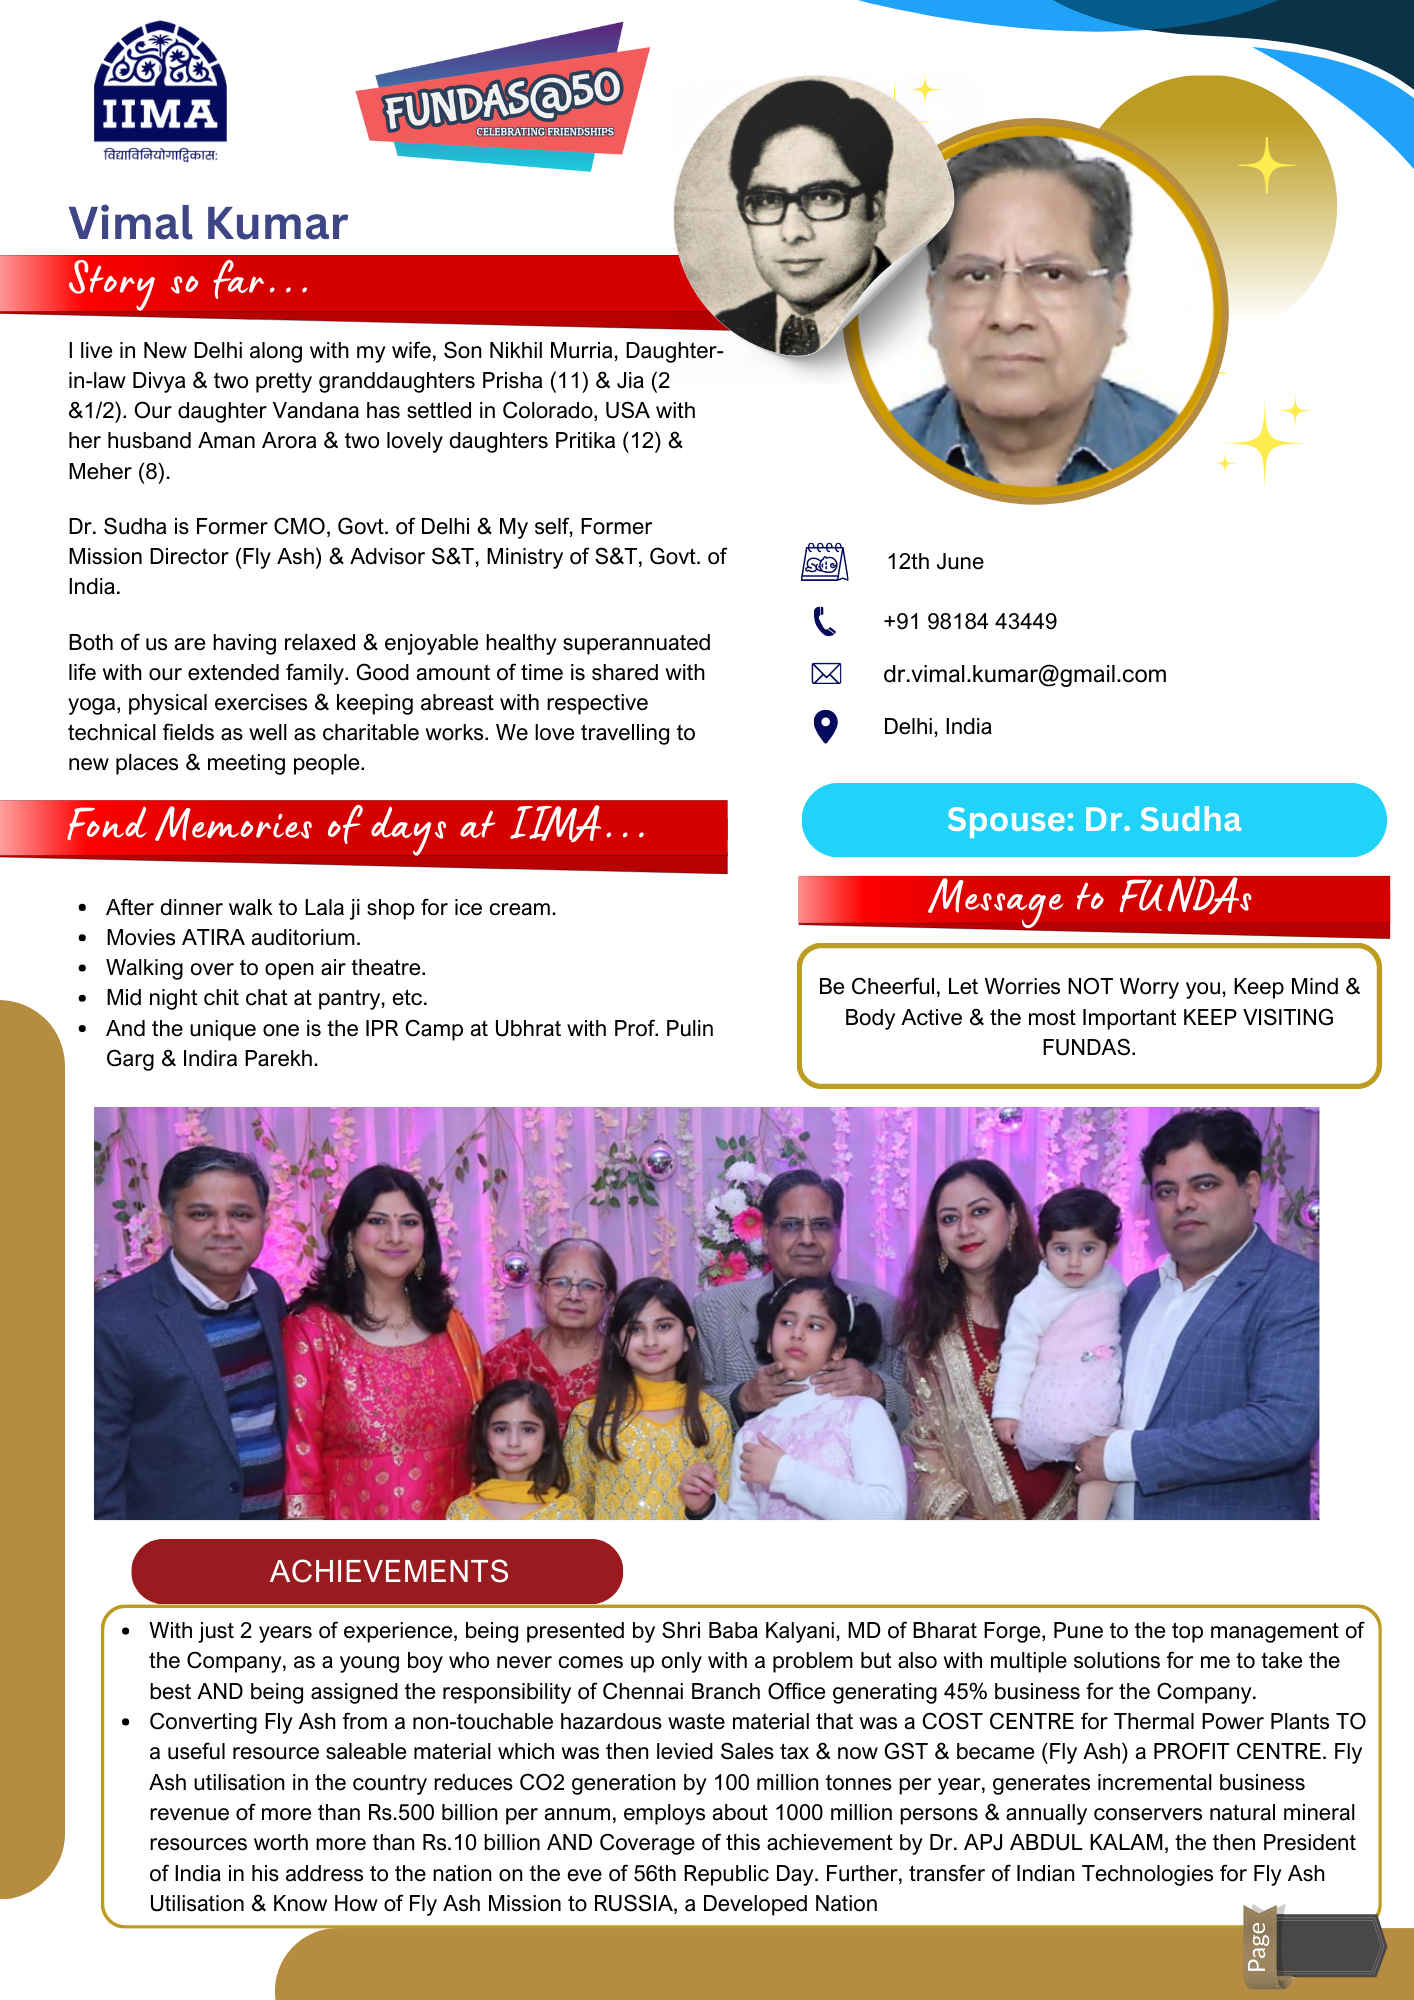 IIMA
विद्याविनियोगाद्विकास:
FUNDAS@50
CELEBRATING FRIENDSHIPS
Vimal Kumar
Story so far...
I live in New Delhi along with my wife, Son Nikhil Murria, Daughter-
in-law Divya & two pretty granddaughters Prisha (11) & Jia (2
&1/2). Our daughter Vandana has settled in Colorado, USA with
her husband Aman Arora & two lovely daughters Pritika (12) &
Meher (8).
Dr. Sudha is Former CMO, Govt. of Delhi & My self, Former
Mission Director (Fly Ash) & Advisor S&T, Ministry of S&T, Govt. of
India.
Both of us are having relaxed & enjoyable healthy superannuated
life with our extended family. Good amount of time is shared with
yoga, physical exercises & keeping abreast with respective
technical fields as well as charitable works. We love travelling to
new places & meeting people.
12th June
+91 98184 43449
dr.vimal.kumar@gmail.com
Delhi, India
Fond Memories of days at IIMA...
After dinner walk to Lala ji shop for ice cream.
Movies ATIRA auditorium.
Walking over to open air theatre.
Mid night chit chat at pantry, etc.
And the unique one is the IPR Camp at Ubhrat with Prof. Pulin
Garg & Indira Parekh.
Spouse: Dr. Sudha
Message to FUNDAs
Be Cheerful, Let Worries NOT Worry you, Keep Mind &
Body Active & the most Important KEEP VISITING
FUNDAS.
ACHIEVEMENTS
With just 2 years of experience, being presented by Shri Baba Kalyani, MD of Bharat Forge, Pune to the top management of
the Company, as a young boy who never comes up only with a problem but also with multiple solutions for me to take the
best AND being assigned the responsibility of Chennai Branch Office generating 45% business for the Company.
Converting Fly Ash from a non-touchable hazardous waste material that was a COST CENTRE for Thermal Power Plants TO
a useful resource saleable material which was then levied Sales tax & now GST & became (Fly Ash) a PROFIT CENTRE. Fly
Ash utilisation in the country reduces CO2 generation by 100 million tonnes per year, generates incremental business
revenue of more than Rs.500 billion per annum, employs about 1000 million persons & annually conservers natural mineral
resources worth more than Rs.10 billion AND Coverage of this achievement by Dr. APJ ABDUL KALAM, the then President
of India in his address to the nation on the eve of 56th Republic Day. Further, transfer of Indian Technologies for Fly Ash
Utilisation & Know How of Fly Ash Mission to RUSSIA, a Developed Nation
Page